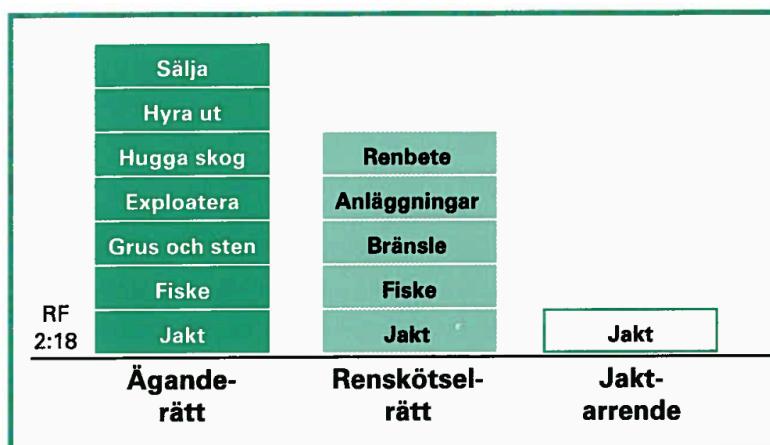 Sälja
Hyra ut
Hugga skog
Exploatera
Grus och sten
Fiske
Jakt
Renbete
Anläggningar
Bränsle
Fiske
Jakt
Jakt
RF
2:18
Ägande-
rätt
Renskötsel-
rätt
Jakt-
arrende